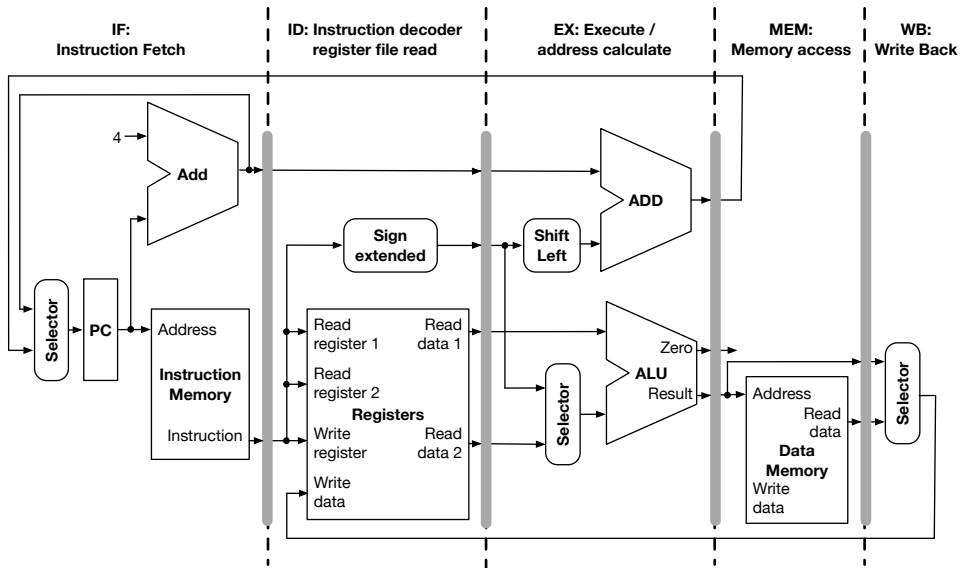 IF:
Instruction Fetch
ID: Instruction decoder
register file read
EX: Execute /
address calculate
MEM:
Memory access
WB:
Write Back
4
Add
ADD
Sign
extended
Shift
Left
Selector
PC
Address
Instruction
Memory
Instruction
Read
register 1
Read
data 1
Read
register 2
Registers
Write
register
Read
data 2
Write
data
Selector
Zero
ALU
Result
Address
Read
data
Data
Memory
Write
data
Selector